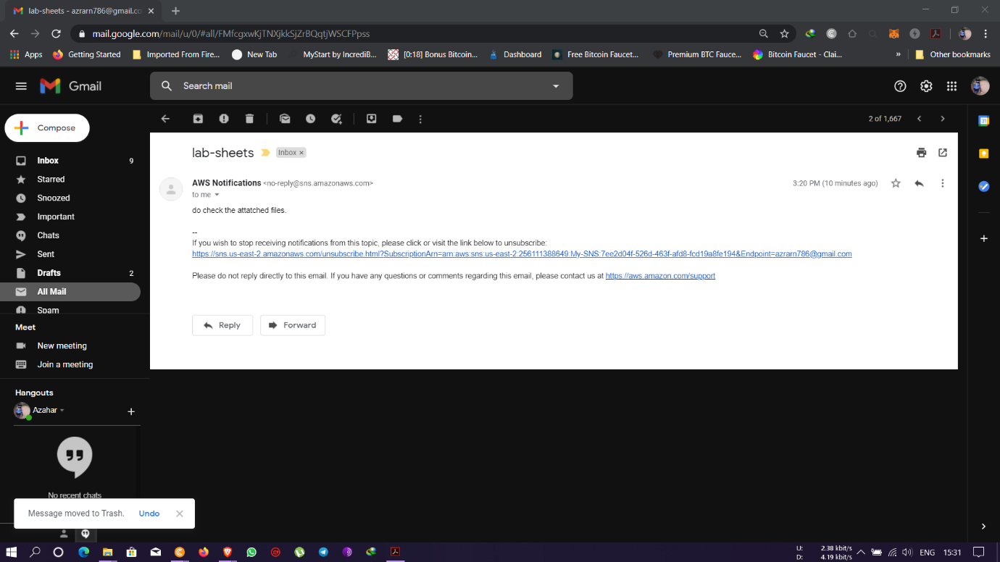 lab-sheets - azrarn786@gmail.co
mail.google.com/mail/u/0/#all/FMfcgxwKjTNXjkkSjZrBQqtjWSCFPpss
Apps Getting Started Imported From Fire... New Tab MyStart by IncrediB... [0:18] Bonus Bitcoin... Dashboard Free Bitcoin Faucet... Premium BTC Fauce... Bitcoin Faucet - Clai... » Other bookmarks
Gmail
Search mail
Compose
2 of 1,667
Inbox 9
Starred
Snoozed
Important
Chats
Sent
Drafts 2
All Mail
Spam
Meet
New meeting
Join a meeting
Hangouts
Azahar
No recent chats
lab-sheets Inbox ×
AWS Notifications <no-reply@sns.amazonaws.com>
3:20 PM (10 minutes ago)
to me
do check the attatched files.
--
If you wish to stop receiving notifications from this topic, please click or visit the link below to unsubscribe:
https://sns.us-east-2.amazonaws.com/unsubscribe.html?SubscriptionArn=arn:aws:sns:us-east-2:256111388649:My-SNS:7ee2d04f-526d-463f-afd8-fcd19a8fe194&Endpoint=azrarn786@gmail.com
Please do not reply directly to this email. If you have any questions or comments regarding this email, please contact us at https://aws.amazon.com/support
Reply Forward
Message moved to Trash. Undo
U: 2.38 kbit/s
D: 4.19 kbit/s
ENG 15:31